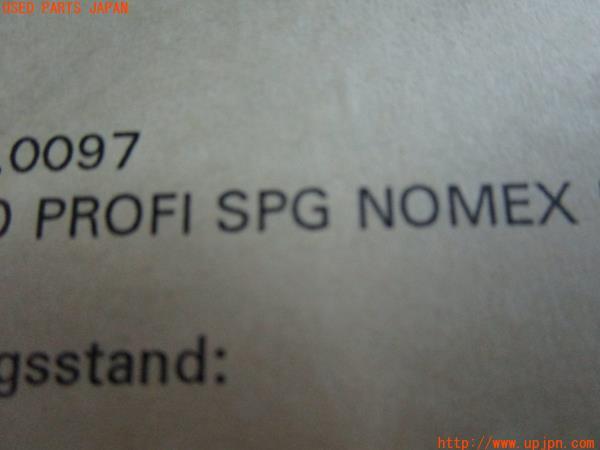 USED PARTS JAPAN
.0097
PROFI SPG NOMEX
gsstand:
http://www.upjpn.com/